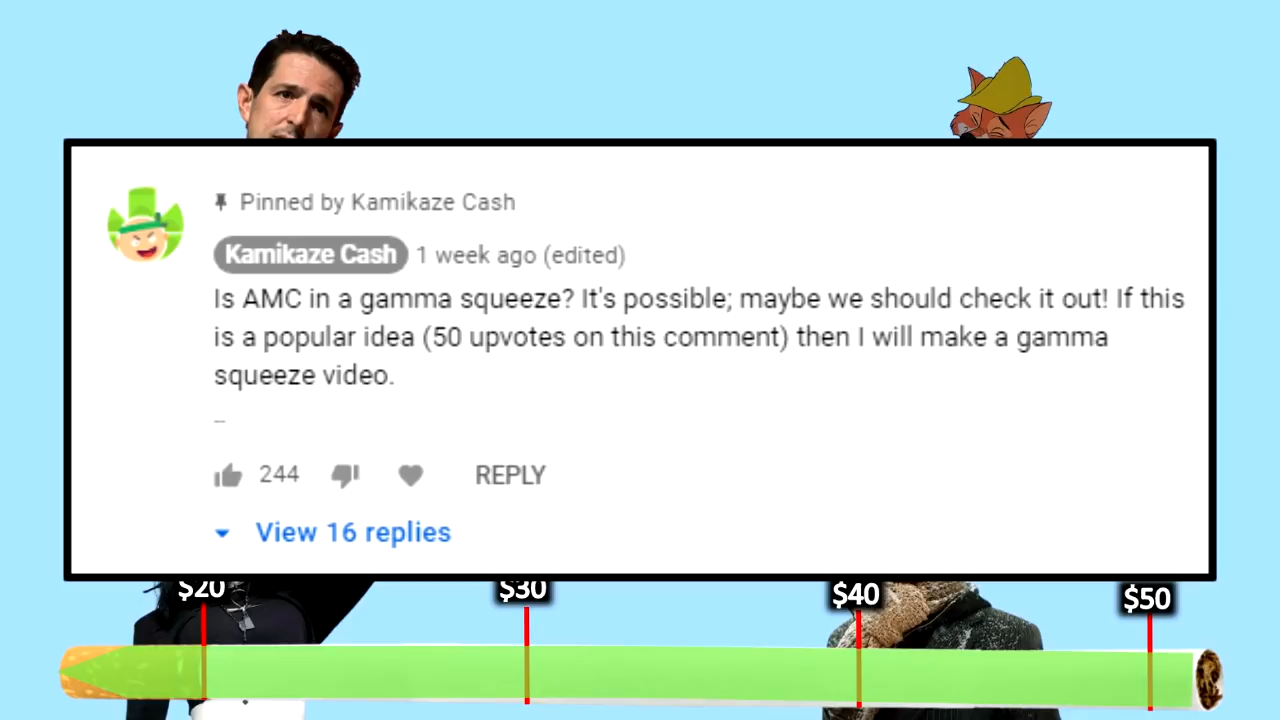 Pinned by Kamikaze Cash
Kamikaze Cash 1 week ago (edited)
Is AMC in a gamma squeeze? It's possible; maybe we should check it out! If this
is a popular idea (50 upvotes on this comment) then I will make a gamma
squeeze video.
_
244 REPLY
View 16 replies
$20 $30 $40 $50